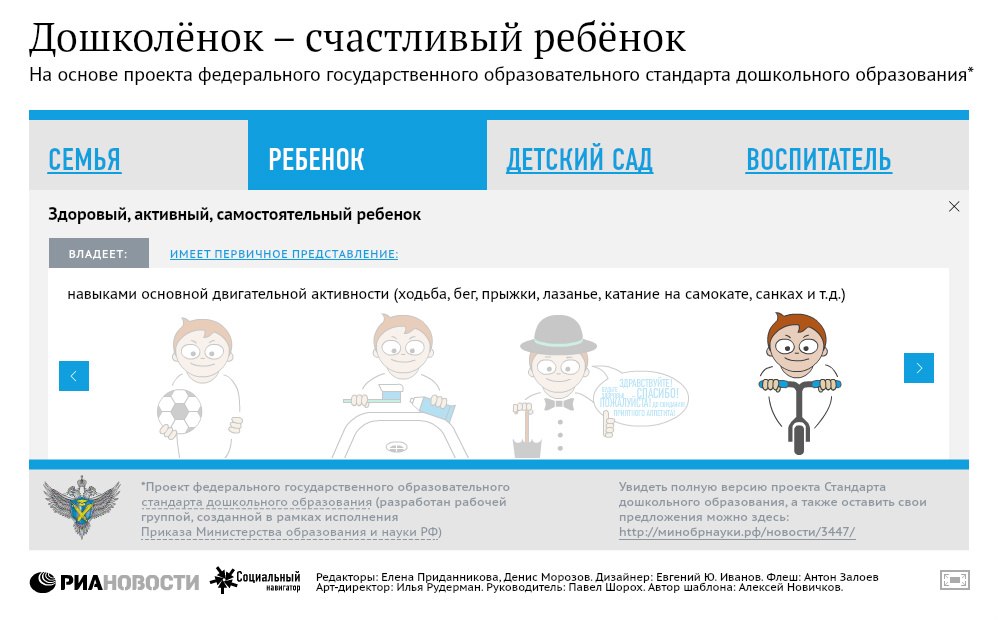 Дошколёнок – счастливый ребёнок
На основе проекта федерального государственного образовательного стандарта дошкольного образования*
СЕМЬЯ РЕБЕНОК ДЕТСКИЙ САД ВОСПИТАТЕЛЬ
Здоровый, активный, самостоятельный ребенок
ВЛАДЕЕТ: ИМЕЕТ ПЕРВИЧНОЕ ПРЕДСТАВЛЕНИЕ:
навыками основной двигательной активности (ходьба, бег, прыжки, лазанье, катание на самокате, санках и т.д.)
ЗДРАВСТВУЙТЕ!
СПАСИБО!
ПОЖАЛУЙСТА!
ПРИЯТНОГО АППЕТИТА!
*Проект федерального государственного образовательного
стандарта дошкольного образования (разработан рабочей
группой, созданной в рамках исполнения
Приказа Министерства образования и науки РФ)
Увидеть полную версию проекта Стандарта
дошкольного образования, а также оставить свои
предложения можно здесь:
http://минобрнауки.рф/новости/3447/
РИАНОВОСТИ
Социальный
навигатор
Редакторы: Елена Приданникова, Денис Морозов. Дизайнер: Евгений Ю. Иванов. Флеш: Антон Залоев
Арт-директор: Илья Рудерман. Руководитель: Павел Шорох. Автор шаблона: Алексей Новичков.